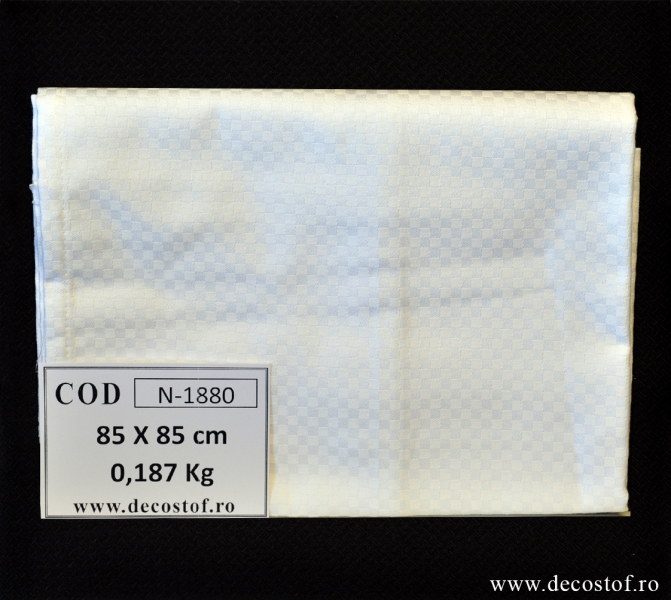 COD N-1880
85 X 85 cm
0,187 Kg
www.decostof.ro
www.decostof.ro